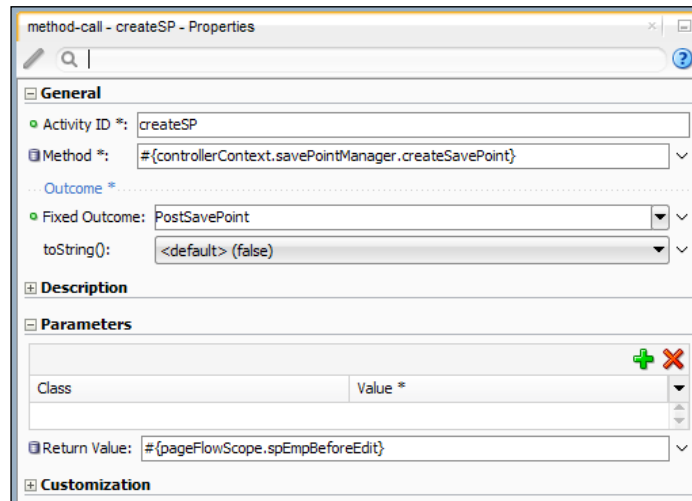 method-call - createSP - Properties
General
Activity ID *: createSP
Method *: #{controllerContext.savePointManager.createSavePoint}
Outcome *
Fixed Outcome: PostSavePoint
toString(): <default> (false)
Description
Parameters
Class Value *
Return Value: #{pageFlowScope.spEmpBeforeEdit}
Customization